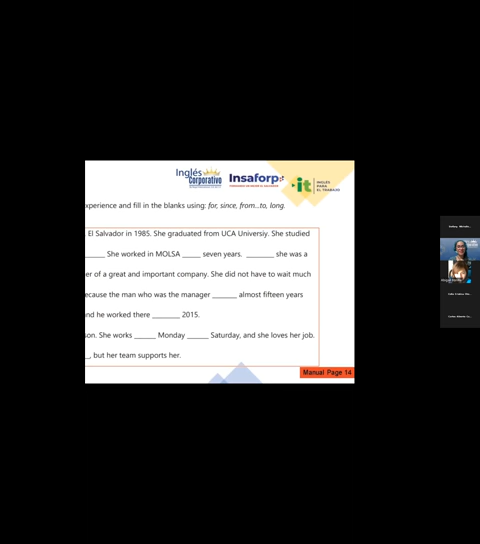 Inglés
Corporativo
Insaforp
it
INGLÉS
PARA
EL TRABAJO
xperience and fill in the blanks using: for, since, from...to, long.
El Salvador in 1985. She graduated from UCA Universiy. She studied
______ She worked in MOLSA _____ seven years. ________ she was a
er of a great and important company. She did not have to wait much
ecause the man who was the manager _______ almost fifteen years
nd he worked there ________ 2015.
son. She works ______ Monday ______ Saturday, and she loves her job.
_, but her team supports her.
Manual Page 14